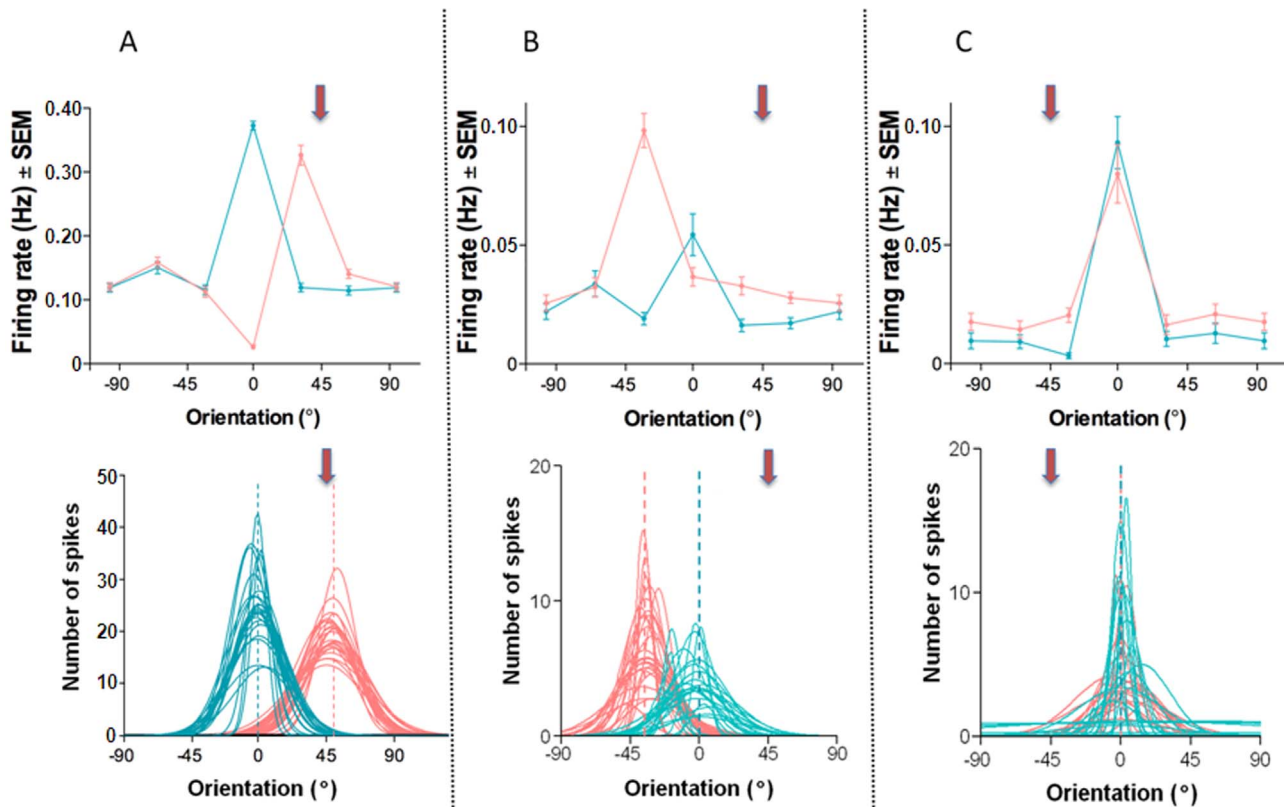 A
Firing rate (Hz) ± SEM
0.40
0.30
0.20
0.10
0
-90 -45 0 45 90
Orientation (°)
B
Firing rate (Hz) ± SEM
0.10
0.05
0
-90 -45 0 45 90
Orientation (°)
C
Firing rate (Hz) ± SEM
0.10
0.05
0
-90 -45 0 45 90
Orientation (°)
Number of spikes
50
40
30
20
10
0
-90 -45 0 45 90
Orientation (°)
Number of spikes
20
10
0
-90 -45 0 45 90
Orientation (°)
Number of spikes
20
10
0
-90 -45 0 45 90
Orientation (°)